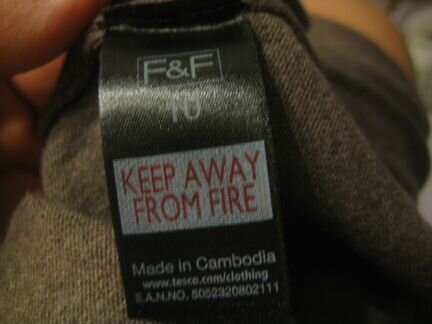 F&F
10
KEEP AWAY
FROM FIRE
Made in Cambodia
www.tesco.com/clothing
E.A.N.NO. 5052320802111